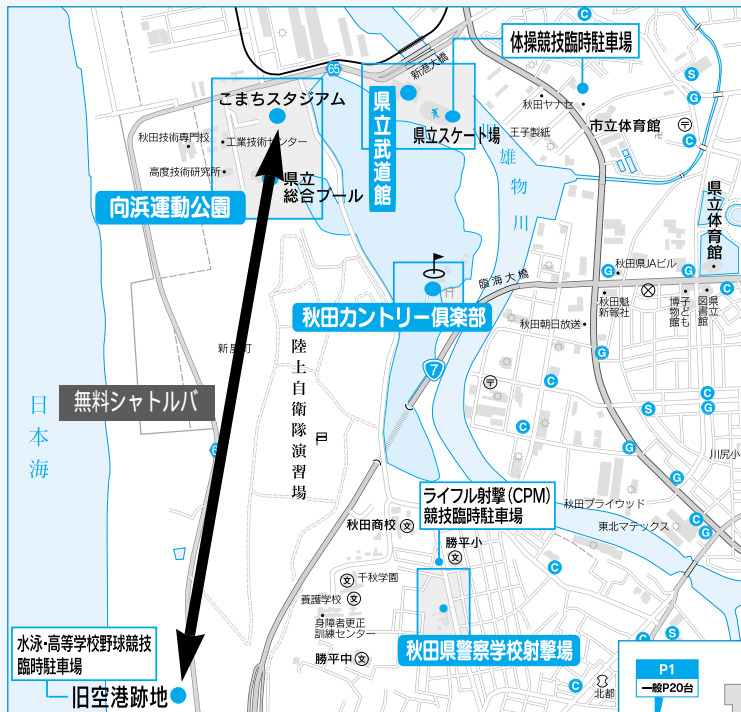 体操競技臨時駐車場
新港大橋
65
こまちスタジアム
県立武道館
県立スケート場
秋田ヤナセ
市立体育館
王子製紙
秋田技術専門校
工業技術センター
高度技術研究所
県立
総合プール
向浜運動公園
旧雄物川
県立体育館
秋田県JAビル
臨海大橋
秋田カントリー倶楽部
秋田魁
新報社
子ども
博物館
県立
図書館
秋田朝日放送
7
陸上自衛隊演習場
無料シャトルバ
日本海
川尻小
ライフル射撃(CPM)
競技臨時駐車場
秋田プライウッド
東北マテックス
秋田商校
勝平小
千秋学園
養護学校
身障者更正
訓練センター
勝平中
秋田県警察学校射撃場
水泳・高等学校野球競技
臨時駐車場
旧空港跡地
P1
一般P20台
北都